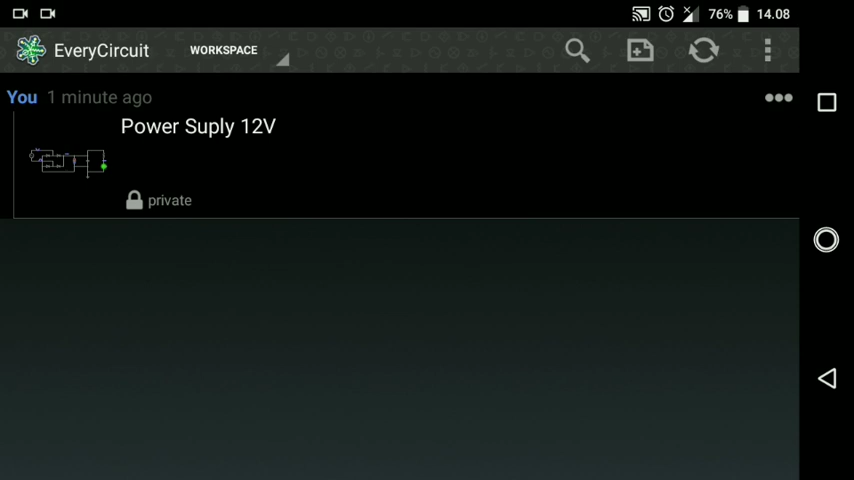 76% 14.08
EveryCircuit WORKSPACE
You 1 minute ago
Power Suply 12V
private